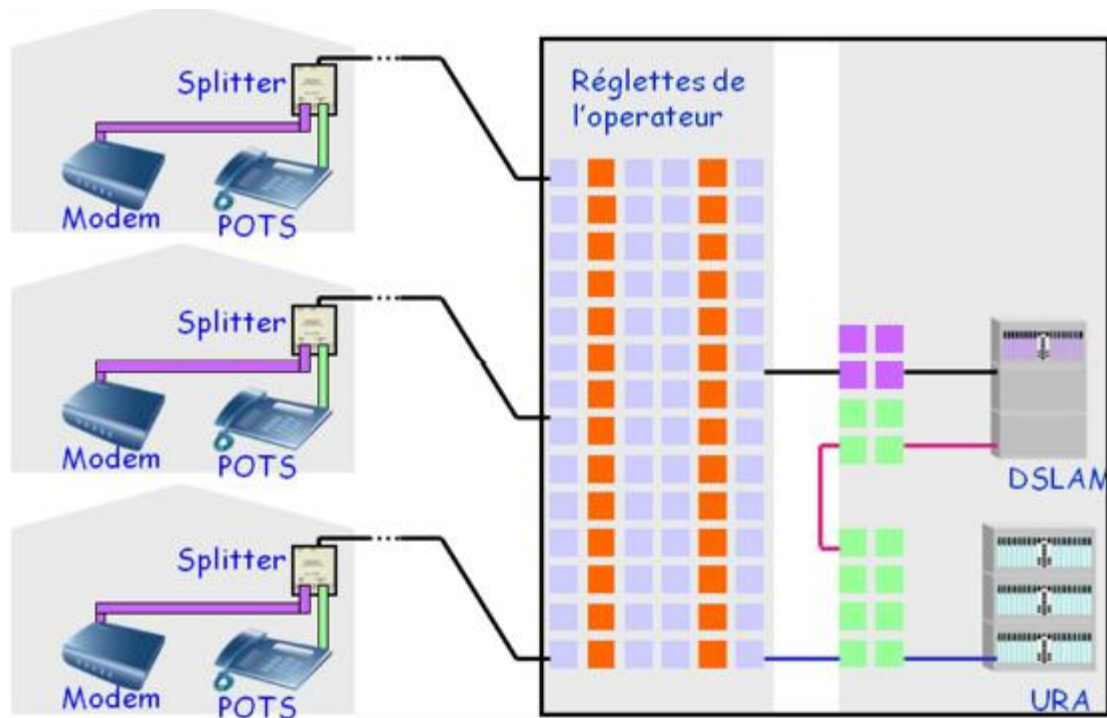 Splitter
Modem
POTS
Splitter
Modem
POTS
Splitter
Modem
POTS
Réglettes de
l'operateur
DSLAM
URA